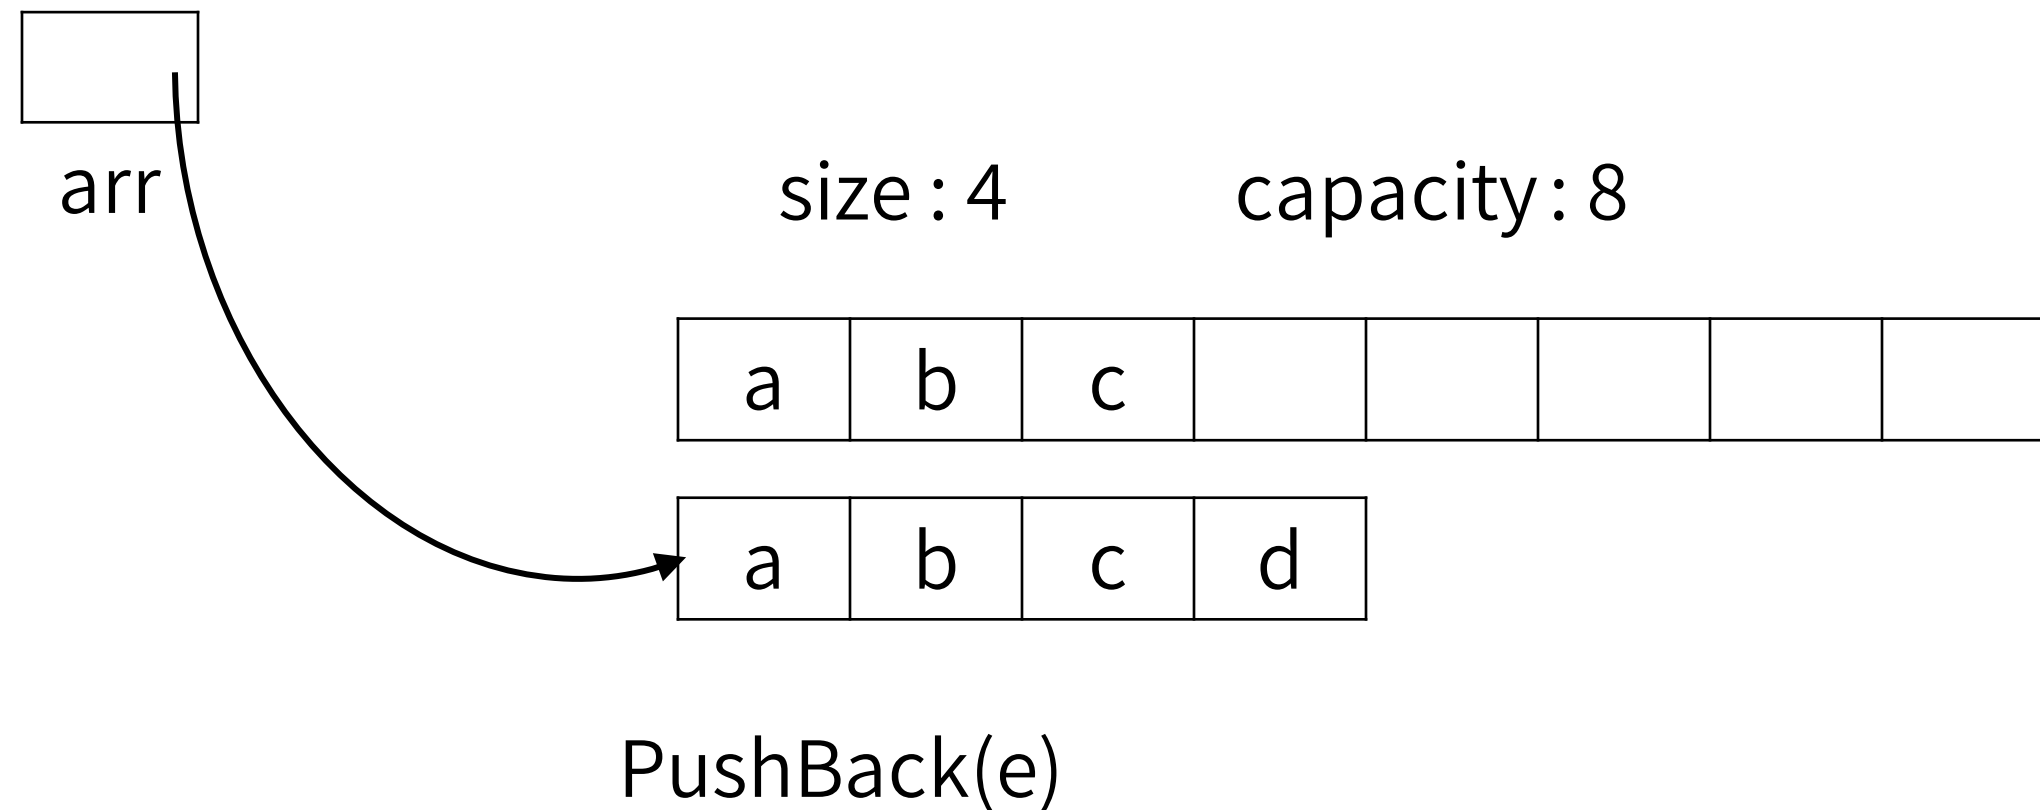 arr
size : 4 capacity : 8
a b c
a b c d
PushBack(e)